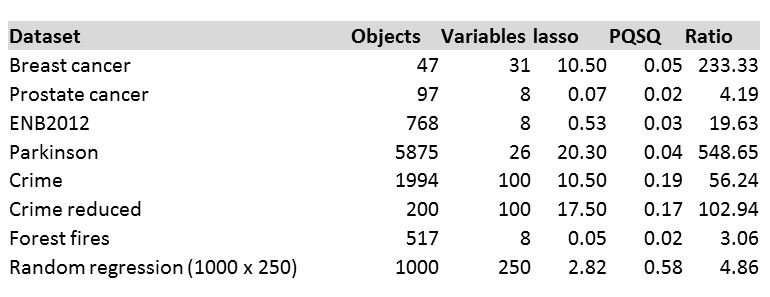 Dataset Objects Variables lasso PQSQ Ratio
Breast cancer 47 31 10.50 0.05 233.33
Prostate cancer 97 8 0.07 0.02 4.19
ENB2012 768 8 0.53 0.03 19.63
Parkinson 5875 26 20.30 0.04 548.65
Crime 1994 100 10.50 0.19 56.24
Crime reduced 200 100 17.50 0.17 102.94
Forest fires 517 8 0.05 0.02 3.06
Random regression (1000 x 250) 1000 250 2.82 0.58 4.86